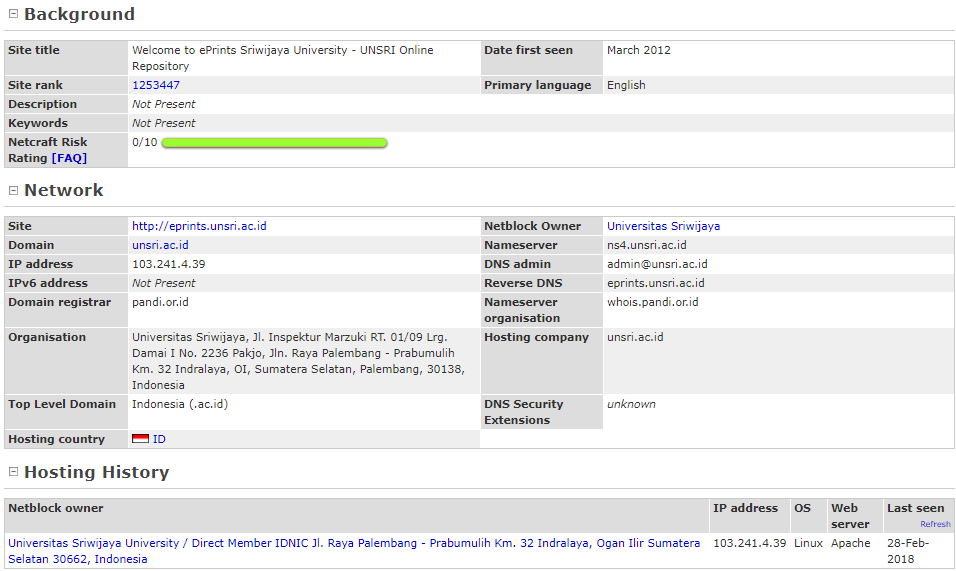 Background
Site title Welcome to ePrints Sriwijaya University - UNSRI Online Date first seen March 2012
Repository
Site rank 1253447 Primary language English
Description Not Present
Keywords Not Present
Netcraft Risk 0/10
Rating [FAQ]
Network
Site http://eprints.unsri.ac.id Netblock Owner Universitas Sriwijaya
Domain unsri.ac.id Nameserver ns4.unsri.ac.id
IP address 103.241.4.39 DNS admin admin@unsri.ac.id
IPv6 address Not Present Reverse DNS eprints.unsri.ac.id
Domain registrar pandi.or.id Nameserver whois.pandi.or.id
organisation
Organisation Universitas Sriwijaya, Jl. Inspektur Marzuki RT. 01/09 Lrg. Hosting company unsri.ac.id
Damai I No. 2236 Pakjo, Jln. Raya Palembang - Prabumulih
Km. 32 Indralaya, OI, Sumatera Selatan, Palembang, 30138,
Indonesia
Top Level Domain Indonesia (.ac.id) DNS Security unknown
Extensions
Hosting country ID
Hosting History
Netblock owner IP address OS Web Last seen
server Refresh
Universitas Sriwijaya University / Direct Member IDNIC Jl. Raya Palembang - Prabumulih Km. 32 Indralaya, Ogan Ilir Sumatera 103.241.4.39 Linux Apache 28-Feb-
Selatan 30662, Indonesia 2018